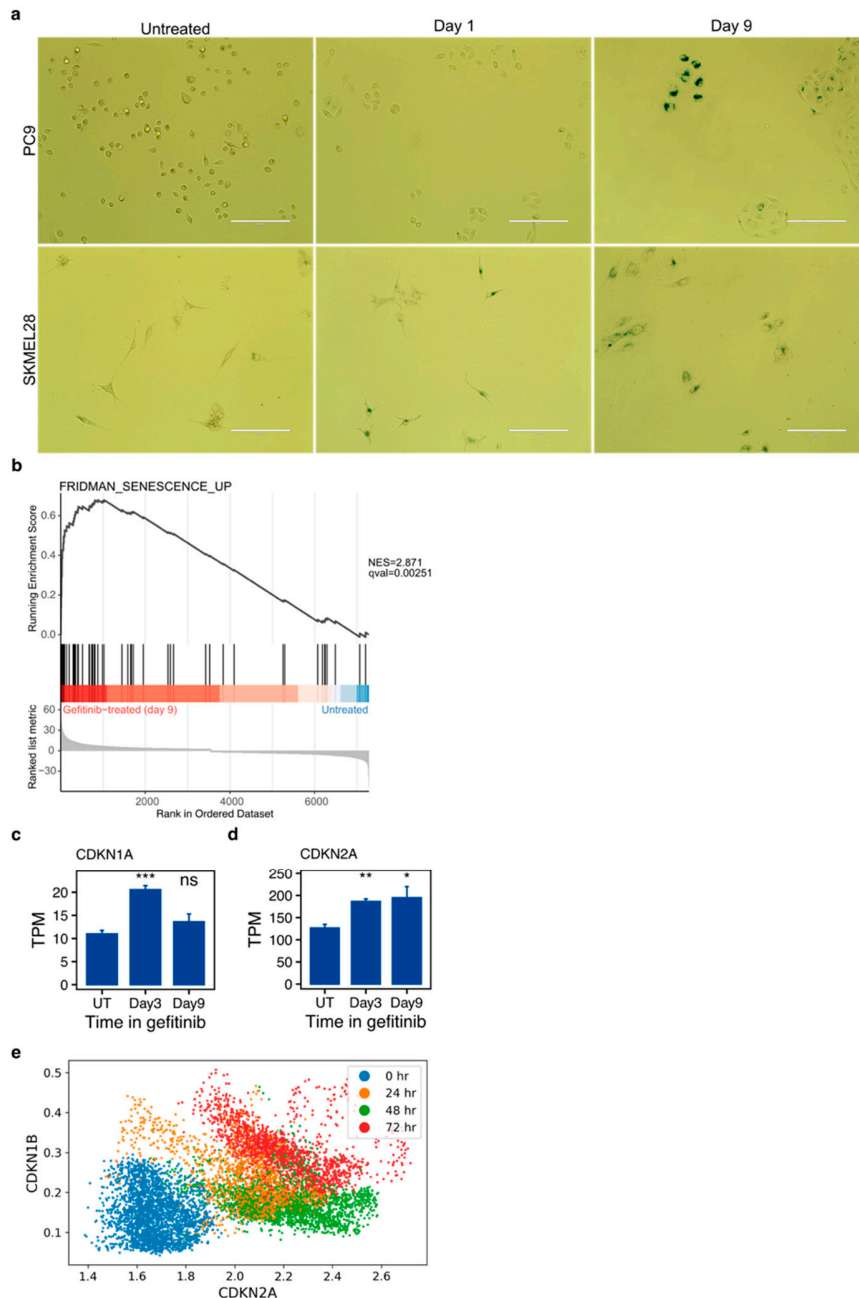 a
Untreated
Day 1
Day 9
PC9
SKMEL28
b
FRIDMAN_SENESCENCE_UP
Running Enrichment Score
0.6
0.4
0.2
0.0
NES=2.871
qval=0.00251
Gefitinib-treated (day 9)
Untreated
Ranked list metric
60
30
0
−30
2000
4000
6000
Rank in Ordered Dataset
c
CDKN1A
TPM
20
15
10
5
0
***
ns
UT
Day3
Day9
Time in gefitinib
d
CDKN2A
TPM
250
200
150
100
50
0
**
*
UT
Day3
Day9
Time in gefitinib
e
CDKN1B
0.5
0.4
0.3
0.2
0.1
0 hr
24 hr
48 hr
72 hr
1.4
1.6
1.8
2.0
2.2
2.4
2.6
CDKN2A